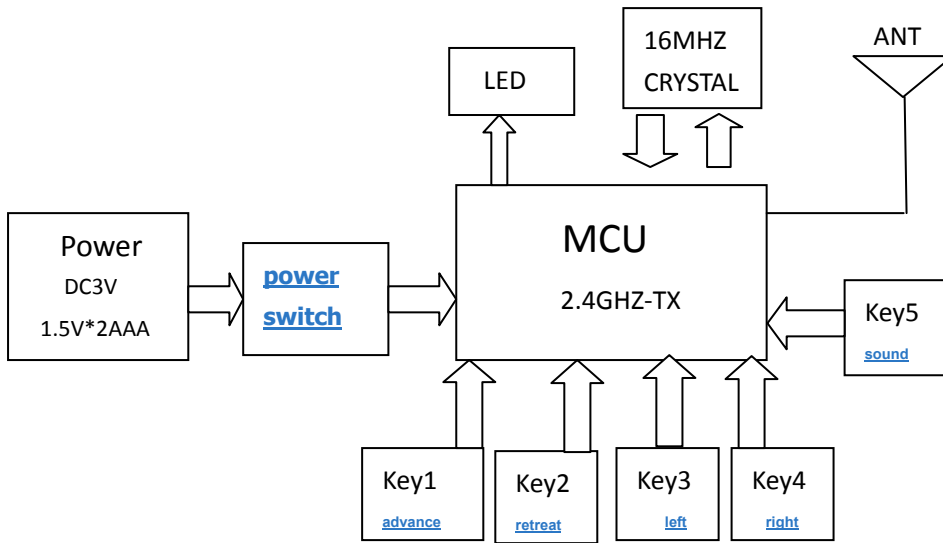 16MHZ
CRYSTAL
ANT
LED
MCU
2.4GHZ-TX
Power
DC3V
1.5V*2AAA
power
switch
Key5
sound
Key1
advance
Key2
retreat
Key3
left
Key4
right